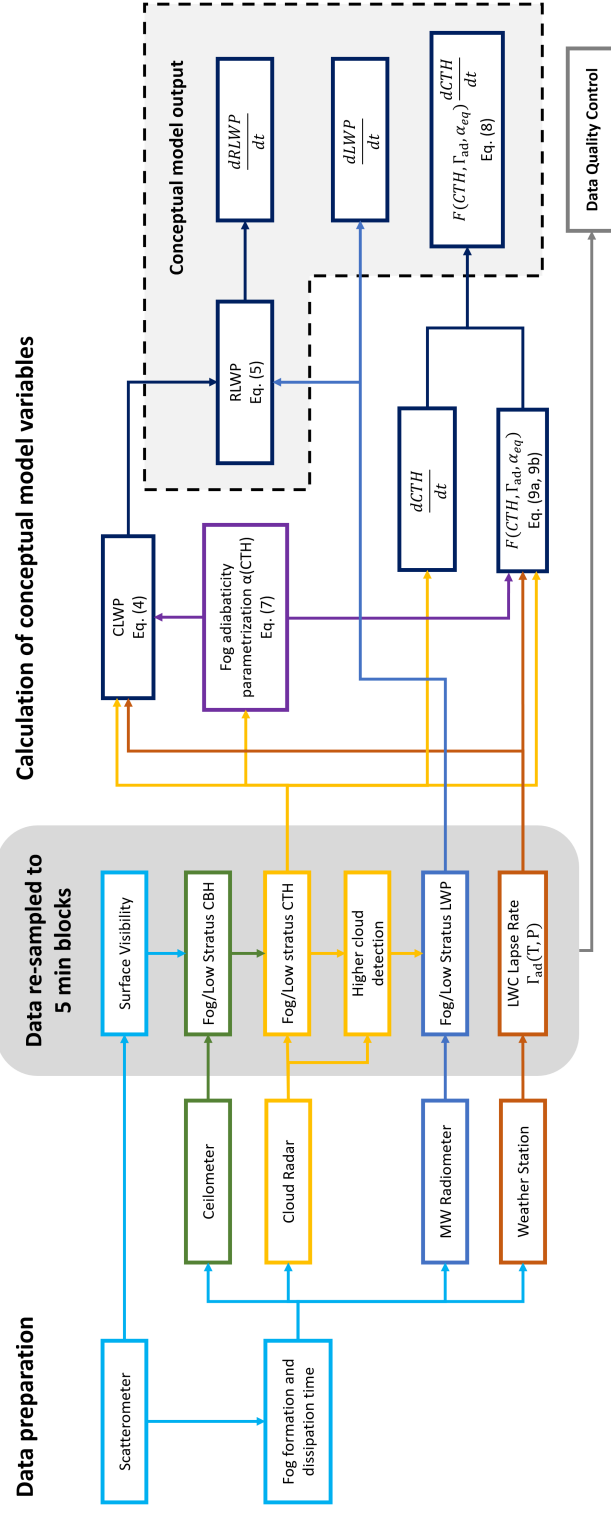 Data preparation
Scatterometer
Fog formation and
dissipation time
Ceilometer
Cloud Radar
MW Radiometer
Weather Station
Data re-sampled to
5 min blocks
Surface Visibility
Fog/Low Stratus CBH
Fog/Low stratus CTH
Higher cloud
detection
Fog/Low Stratus LWP
LWC Lapse Rate
Γad(T, P)
Calculation of conceptual model variables
CLWP
Eq. (4)
Fog adiabaticity
parametrization α(CTH)
Eq. (7)
dCTH
dt
F(CTH, Γad, αeq)
Eq. (9a, 9b)
Conceptual model output
RLWP
Eq. (5)
dRLWP
dt
dLWP
dt
F(CTH, Γad, αeq) dCTH
dt
Eq. (8)
Data Quality Control